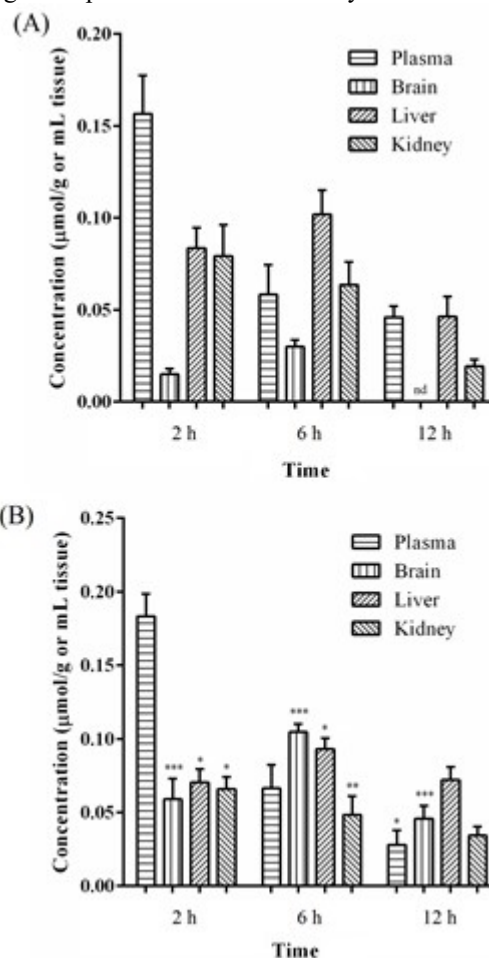 (A)
0.20
0.15
0.10
0.05
0.00
Concentration (μmol/g or mL tissue)
Plasma
Brain
Liver
Kidney
nd
2 h 6 h 12 h
Time
(B)
0.25
0.20
0.15
0.10
0.05
0.00
Concentration (μmol/g or mL tissue)
Plasma
Brain
Liver
Kidney
*** * *
*** * **
* ***
2 h 6 h 12 h
Time